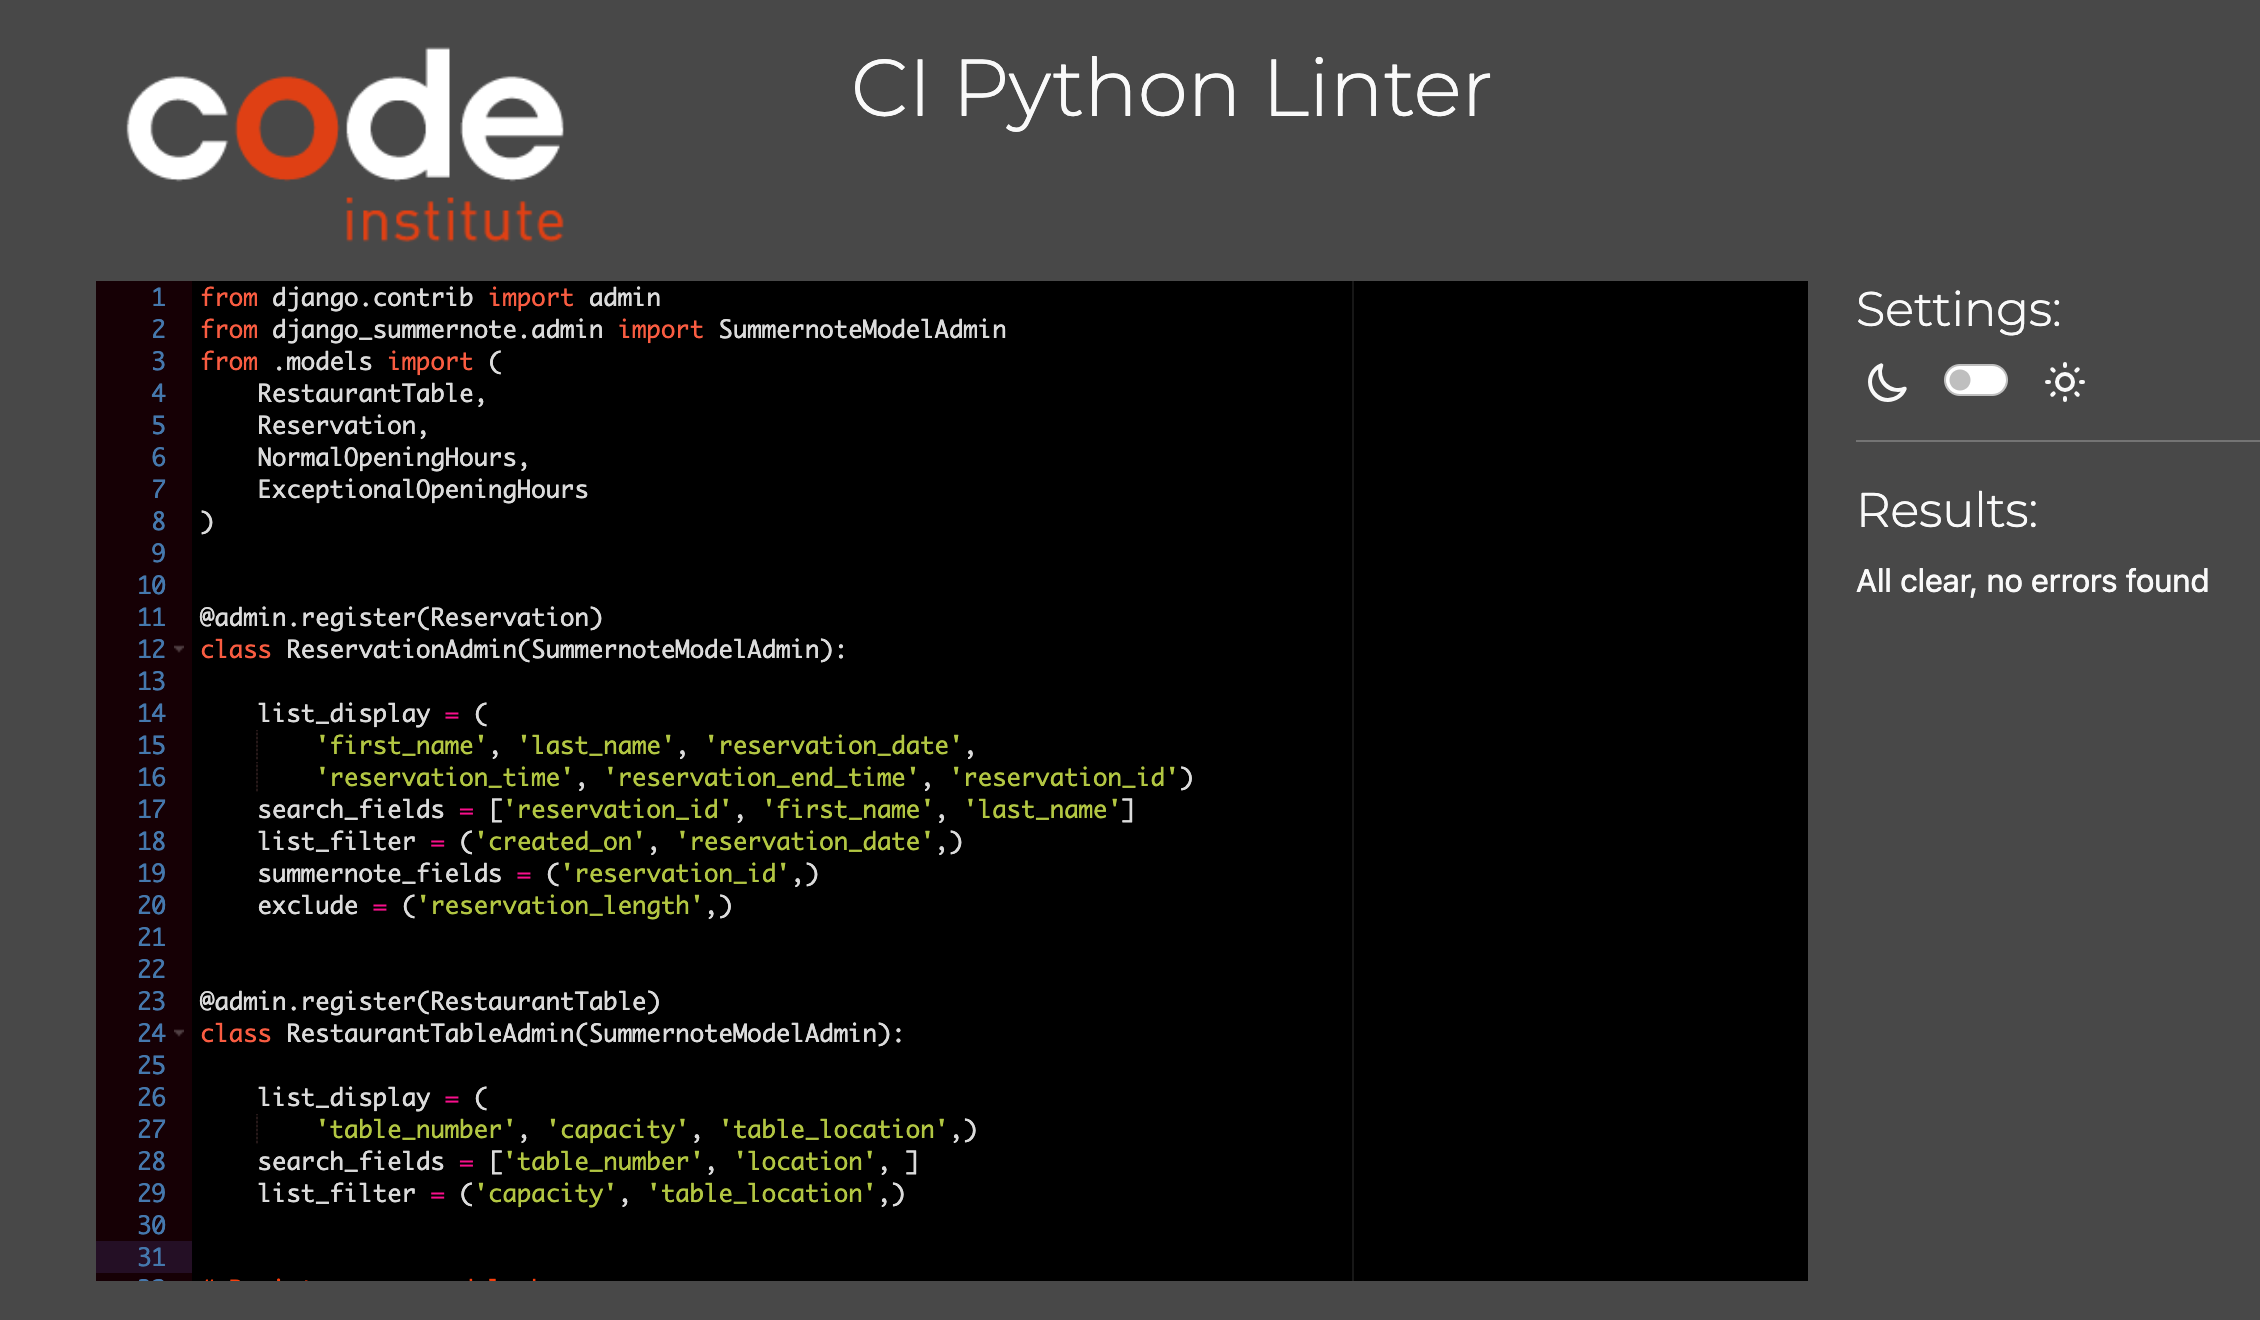 code
institute
CI Python Linter
1 from django.contrib import admin
2 from django_summernote.admin import SummernoteModelAdmin
3 from .models import (
4     RestaurantTable,
5     Reservation,
6     NormalOpeningHours,
7     ExceptionalOpeningHours
8 )
9
10
11 @admin.register(Reservation)
12 class ReservationAdmin(SummernoteModelAdmin):
13
14     list_display = (
15         'first_name', 'last_name', 'reservation_date',
16         'reservation_time', 'reservation_end_time', 'reservation_id')
17     search_fields = ['reservation_id', 'first_name', 'last_name']
18     list_filter = ('created_on', 'reservation_date',)
19     summernote_fields = ('reservation_id',)
20     exclude = ('reservation_length',)
21
22
23 @admin.register(RestaurantTable)
24 class RestaurantTableAdmin(SummernoteModelAdmin):
25
26     list_display = (
27         'table_number', 'capacity', 'table_location',)
28     search_fields = ['table_number', 'location', ]
29     list_filter = ('capacity', 'table_location',)
30
31
Settings:
Results:
All clear, no errors found